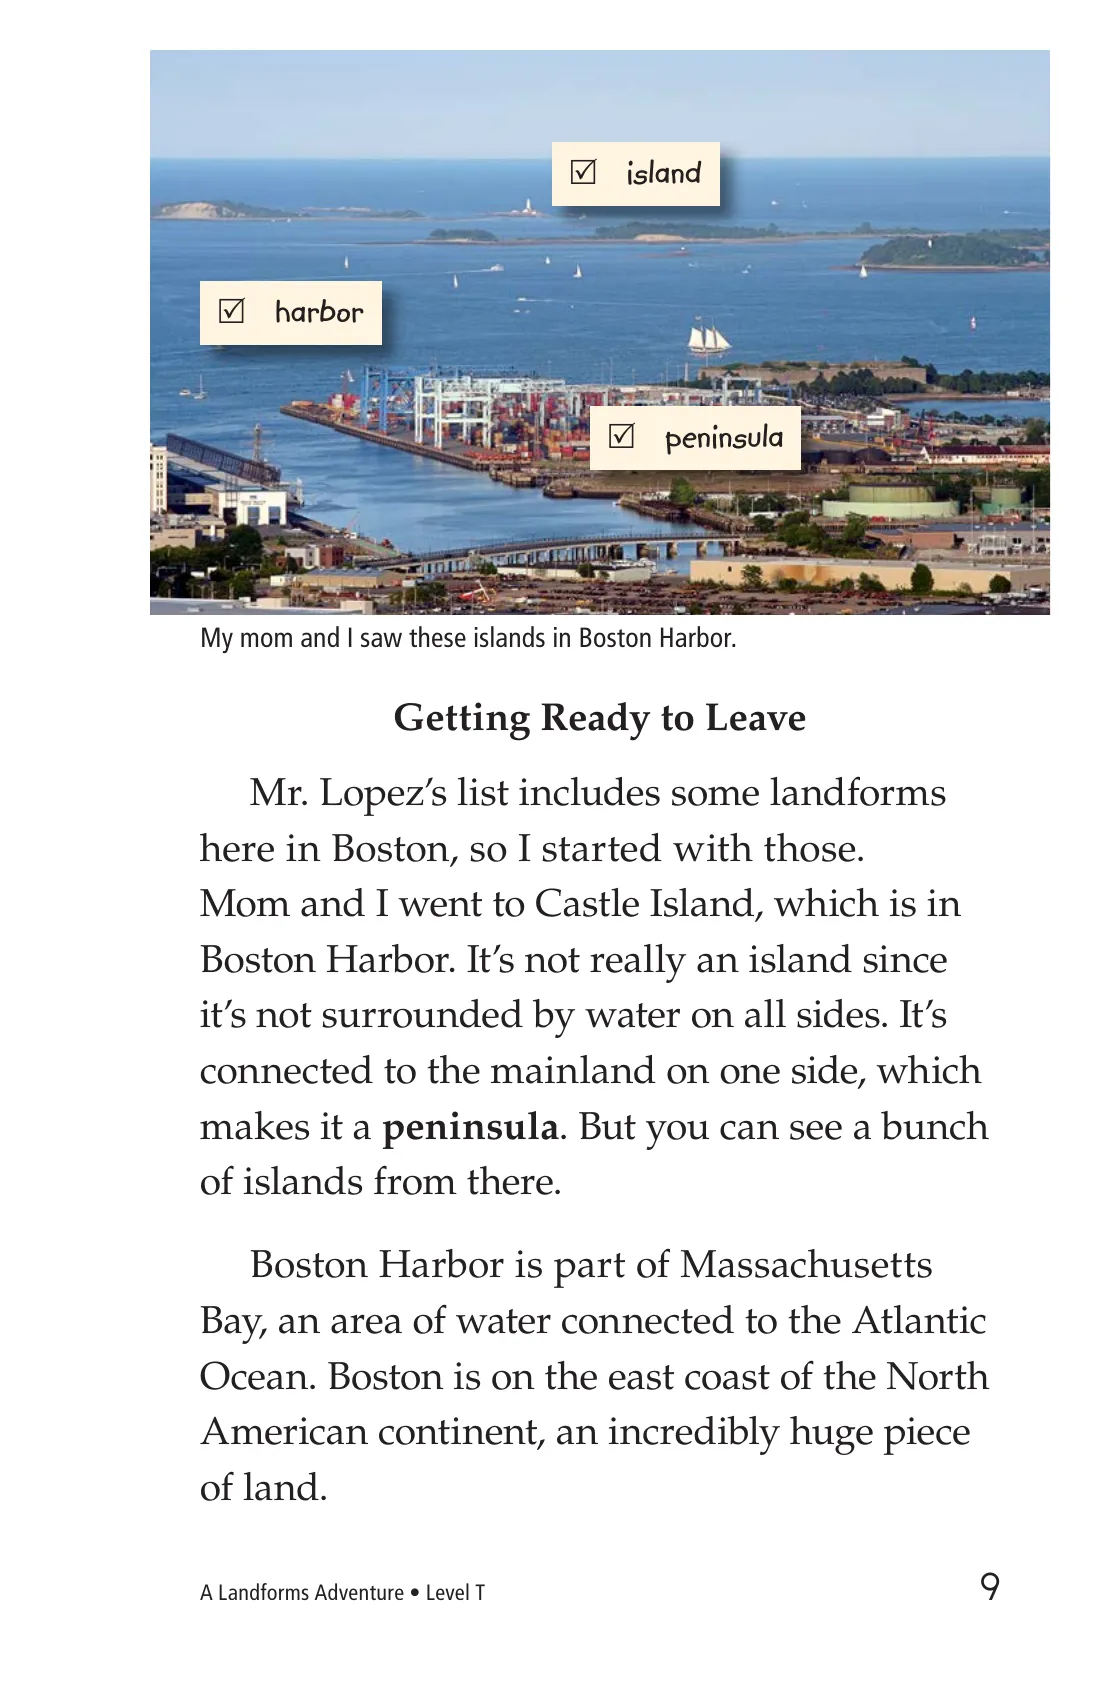 ☑ island
☑ harbor
☑ peninsula
My mom and I saw these islands in Boston Harbor.
Getting Ready to Leave
Mr. Lopez’s list includes some landforms
here in Boston, so I started with those.
Mom and I went to Castle Island, which is in
Boston Harbor. It’s not really an island since
it’s not surrounded by water on all sides. It’s
connected to the mainland on one side, which
makes it a peninsula. But you can see a bunch
of islands from there.
Boston Harbor is part of Massachusetts
Bay, an area of water connected to the Atlantic
Ocean. Boston is on the east coast of the North
American continent, an incredibly huge piece
of land.
A Landforms Adventure • Level T
9